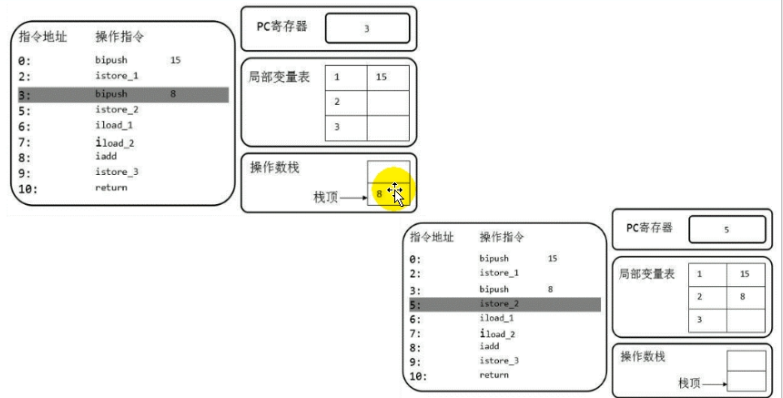 指令地址 操作指令
0: bipush 15
2: istore_1
3: bipush 8
5: istore_2
6: iload_1
7: iload_2
8: iadd
9: istore_3
10: return
PC寄存器 3
局部变量表 1 15
2
3
操作数栈
栈顶 8
指令地址 操作指令
0: bipush 15
2: istore_1
3: bipush 8
5: istore_2
6: iload_1
7: iload_2
8: iadd
9: istore_3
10: return
PC寄存器 5
局部变量表 1 15
2 8
3
操作数栈
栈顶